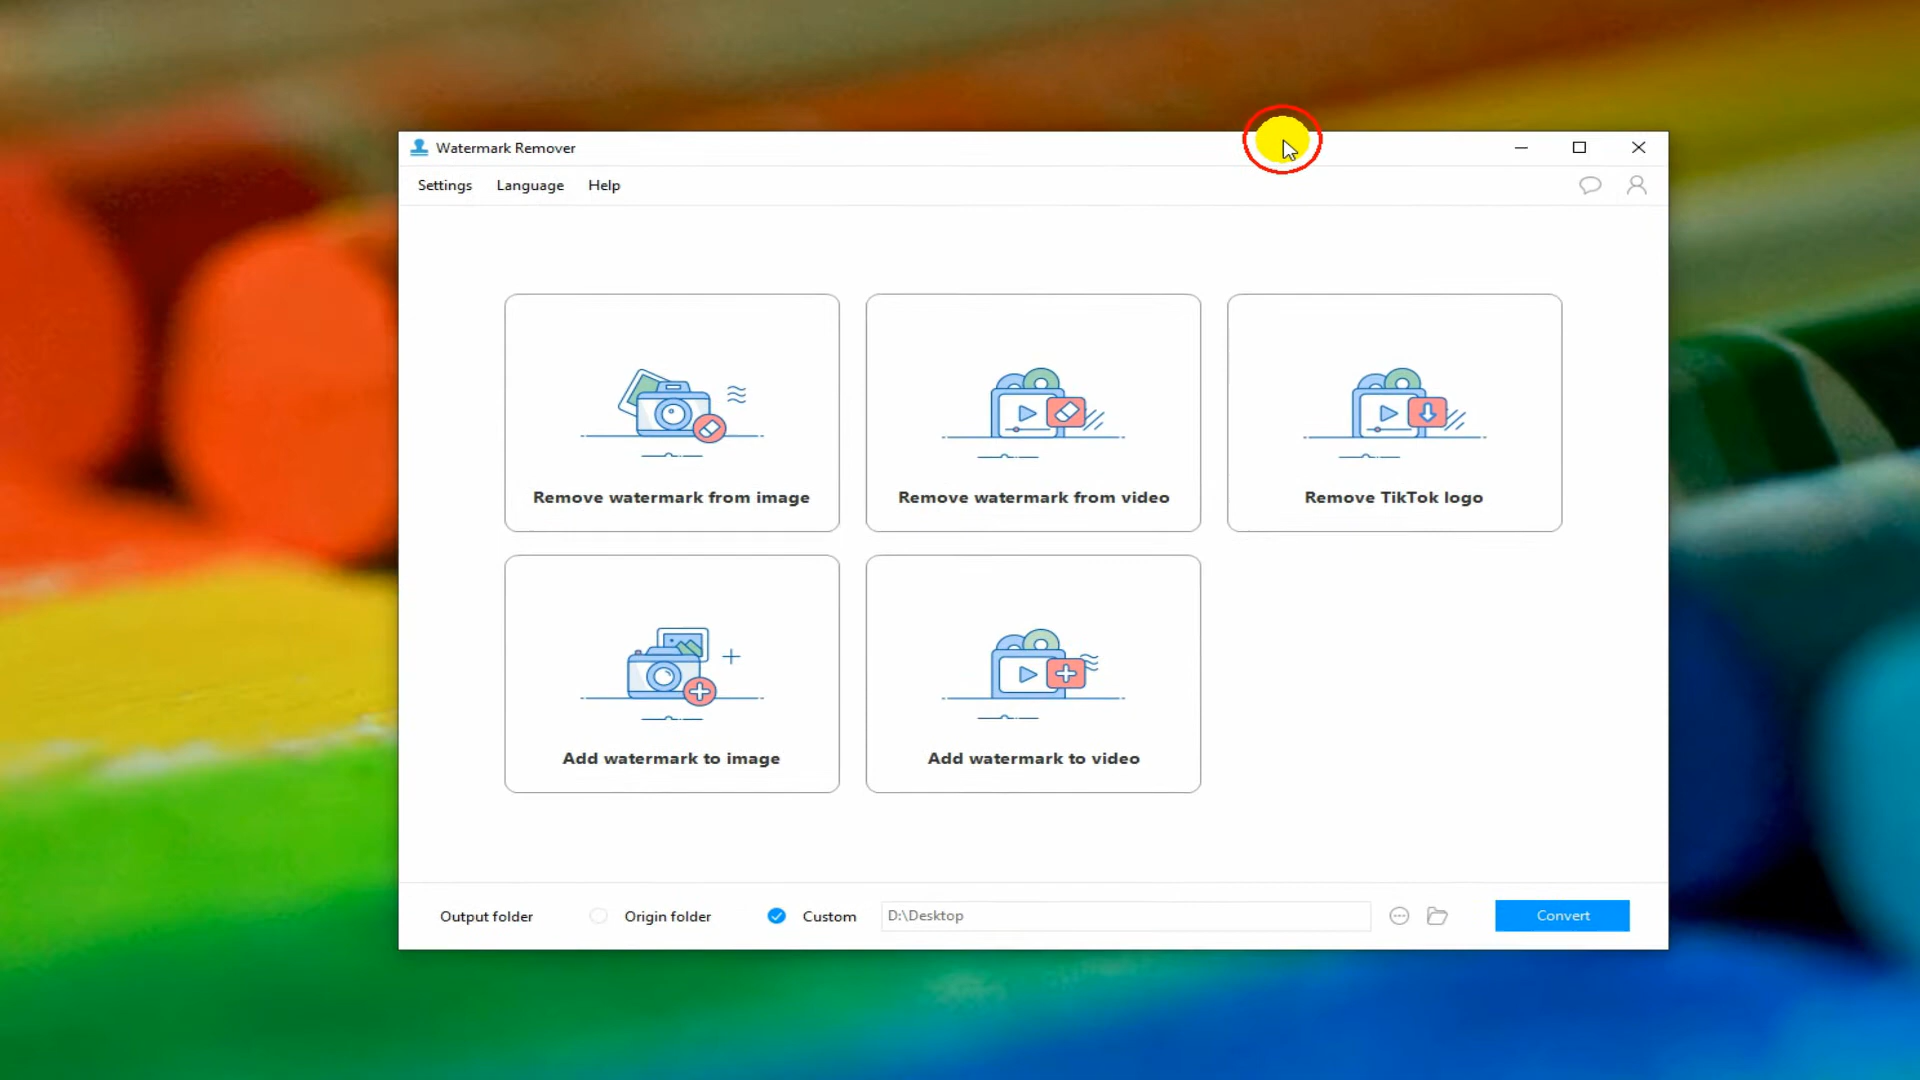 Watermark Remover
Settings Language Help
Remove watermark from image
Remove watermark from video
Remove TikTok logo
Add watermark to image
Add watermark to video
Output folder Origin folder Custom D:\Desktop Convert